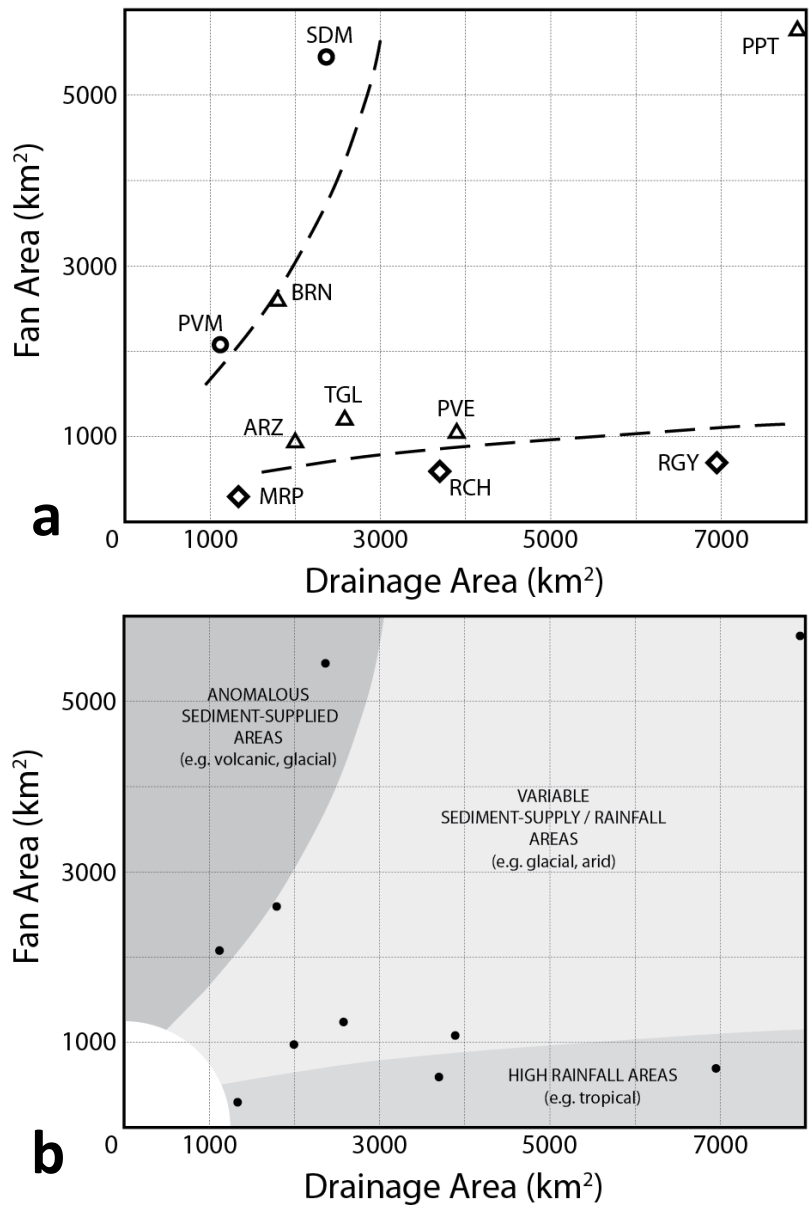 SDM
PPT
5000
Fan Area (km²)
3000
BRN
PVM
TGL
PVE
ARZ
1000
RGY
RCH
MRP
a
0 1000 3000 5000 7000
Drainage Area (km²)
5000
ANOMALOUS
SEDIMENT-SUPPLIED
AREAS
(e.g. volcanic, glacial)
VARIABLE
SEDIMENT-SUPPLY / RAINFALL
AREAS
(e.g. glacial, arid)
Fan Area (km²)
3000
1000
HIGH RAINFALL AREAS
(e.g. tropical)
b
0 1000 3000 5000 7000
Drainage Area (km²)